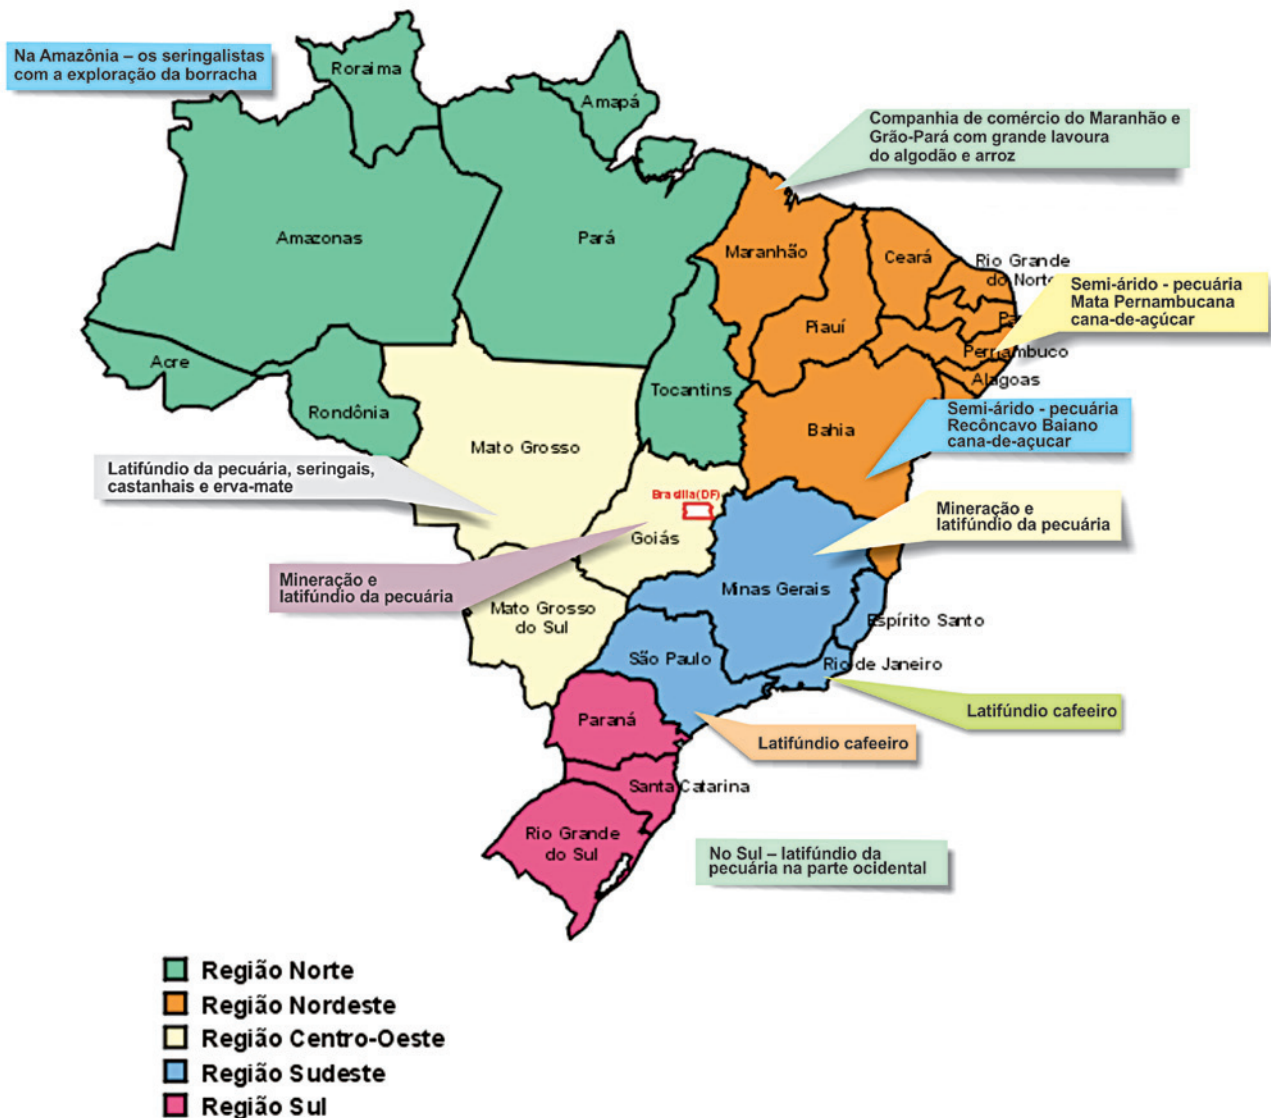 Na Amazônia – os seringalistas
com a exploração da borracha
Roraima
Amapá
Companhia de comércio do Maranhão e
Grão-Pará com grande lavoura
do algodão e arroz
Amazonas
Pará
Maranhão
Ceará
Rio Grande
do Norte
Semi-árido - pecuária
Mata Pernambucana
cana-de-açúcar
Piauí
Pernambuco
Acre
Alagoas
Tocantins
Rondônia
Semi-árido - pecuária
Recôncavo Baiano
cana-de-açucar
Bahia
Mato Grosso
Latifúndio da pecuária, seringais,
castanhais e erva-mate
Brasília(DF)
Mineração e
latifúndio da pecuária
Goiás
Mineração e
latifúndio da pecuária
Minas Gerais
Mato Grosso
do Sul
Espírito Santo
São Paulo
Rio de Janeiro
Latifúndio cafeeiro
Paraná
Latifúndio cafeeiro
Santa Catarina
Rio Grande
do Sul
No Sul – latifúndio da
pecuária na parte ocidental
Região Norte
Região Nordeste
Região Centro-Oeste
Região Sudeste
Região Sul